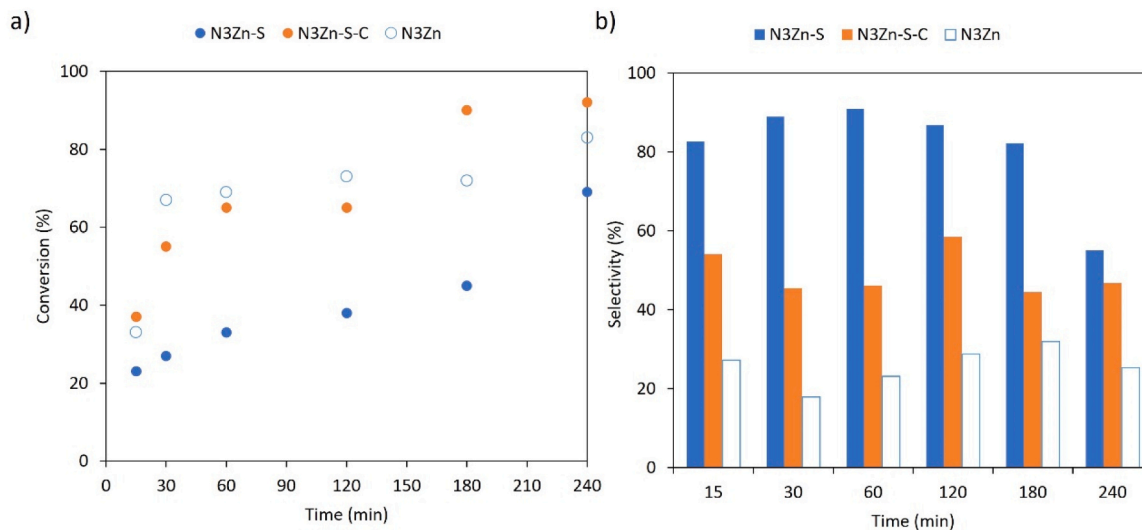 a)
N3Zn-S N3Zn-S-C N3Zn
100
80
60
40
20
0
Conversion (%)
0 30 60 90 120 150 180 210 240
Time (min)
b)
N3Zn-S N3Zn-S-C N3Zn
100
80
60
40
20
0
Selectivity (%)
15 30 60 120 180 240
Time (min)